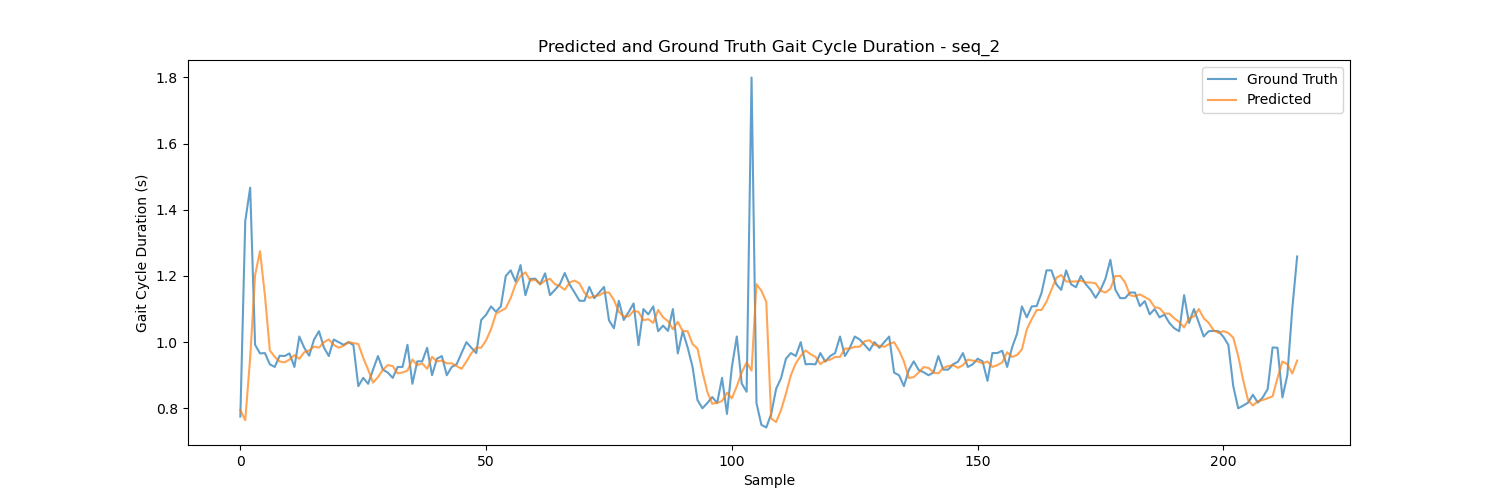 Predicted and Ground Truth Gait Cycle Duration - seq_2
Ground Truth
Predicted
Gait Cycle Duration (s)
1.8
1.6
1.4
1.2
1.0
0.8
0
50
100
150
200
Sample